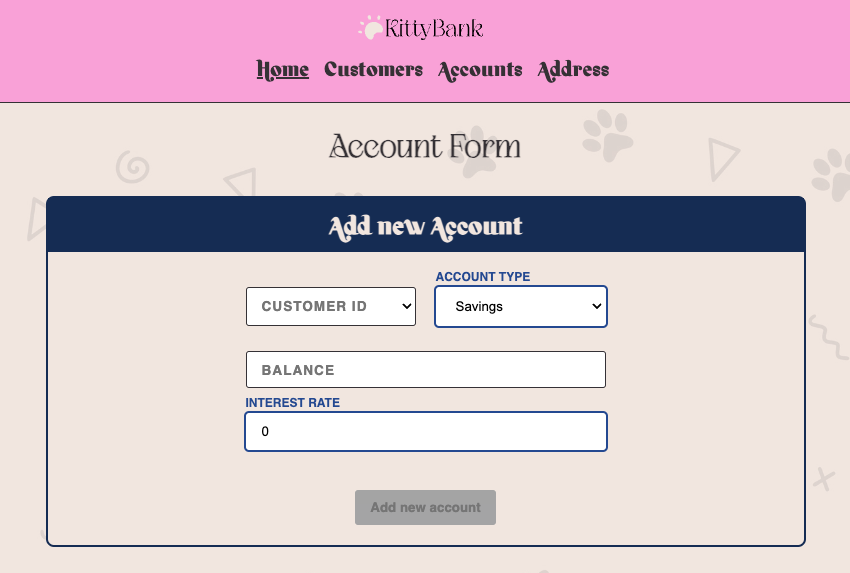 KittyBank
Home Customers Accounts Address
Account Form
Add new Account
ACCOUNT TYPE
CUSTOMER ID Savings
BALANCE
INTEREST RATE
0
Add new account